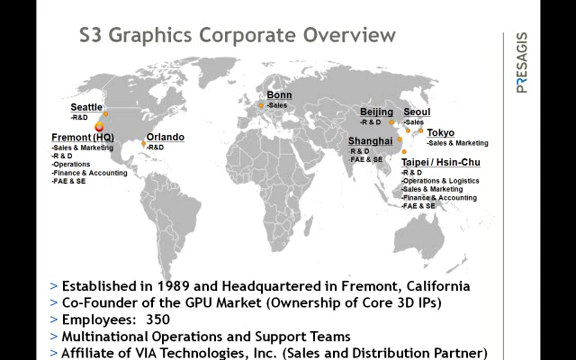 S3 Graphics Corporate Overview
PRESAGIS
Seattle
-R&D
Fremont (HQ)
-Sales & Marketing
-R & D
-Operations
-Finance & Accounting
-FAE & SE
Orlando
-R&D
Bonn
-Sales
Beijing
-R & D
Seoul
-Sales
Tokyo
-Sales & Marketing
Shanghai
R & D
FAE & SE
Taipei / Hsin-Chu
-R & D
-Operations & Logistics
-Sales & Marketing
-Finance & Accounting
-FAE & SE
> Established in 1989 and Headquartered in Fremont, California
> Co-Founder of the GPU Market (Ownership of Core 3D IPs)
> Employees: 350
> Multinational Operations and Support Teams
> Affiliate of VIA Technologies, Inc. (Sales and Distribution Partner)